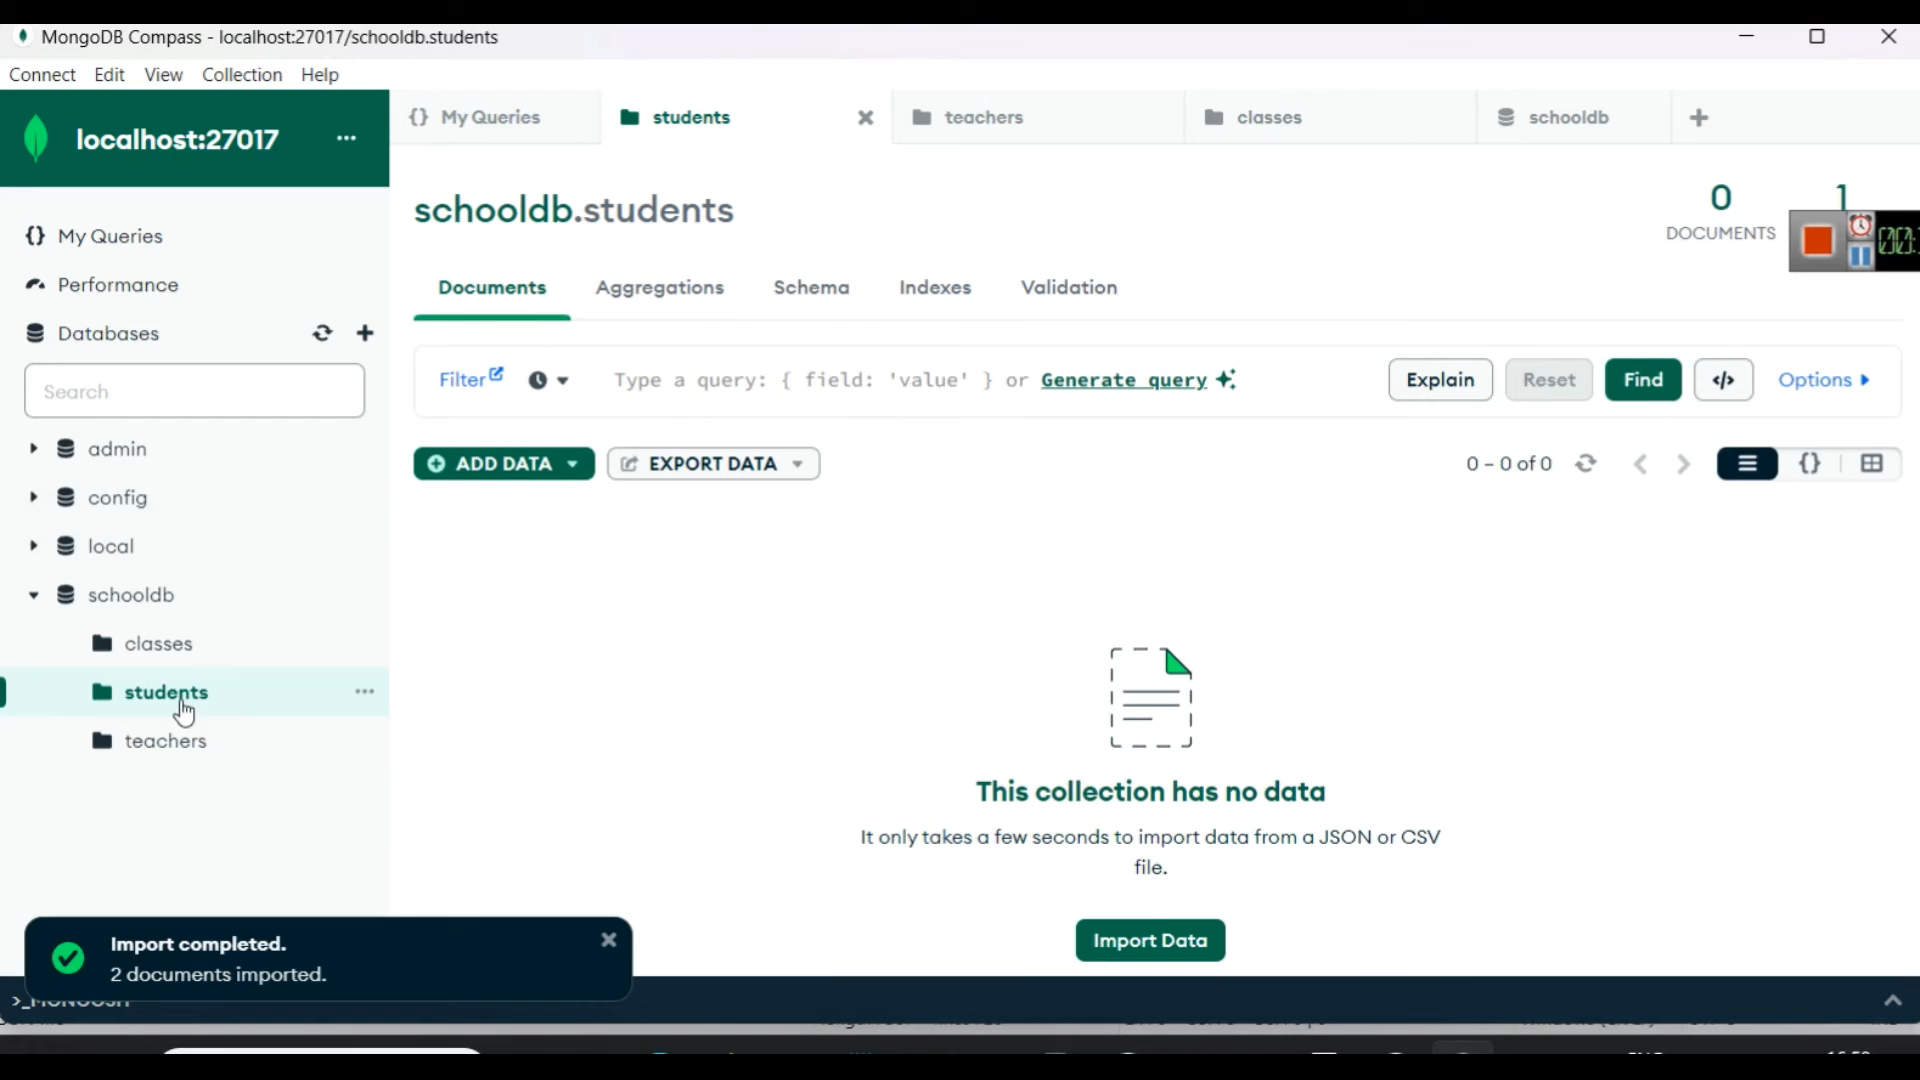 MongoDB Compass - localhost:27017/schooldb.students
Connect Edit View Collection Help
localhost:27017 ...
{} My Queries
students
teachers
classes
schooldb
My Queries
Performance
Databases
Search
admin
config
local
schooldb
classes
students
teachers
schooldb.students
0
DOCUMENTS
1
Documents Aggregations Schema Indexes Validation
Filter Type a query: { field: 'value' } or Generate query Explain Reset Find </> Options
ADD DATA EXPORT DATA 0 – 0 of 0 {}
This collection has no data
It only takes a few seconds to import data from a JSON or CSV
file.
Import Data
Import completed.
2 documents imported.
>_MONGOSH